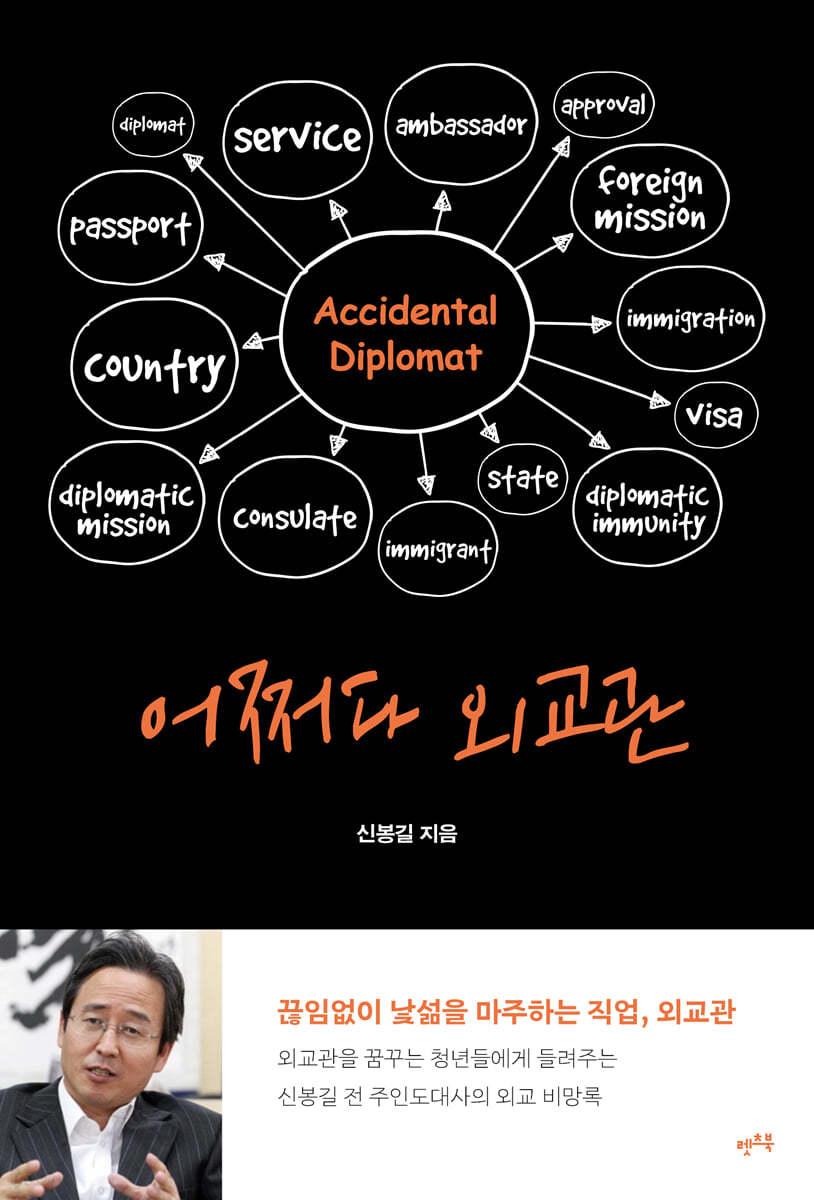 diplomat
service
ambassador
approval
passport
foreign
mission
Accidental
Diplomat
immigration
country
visa
diplomatic
mission
consulate
immigrant
state
diplomatic
immunity
어쩌다 외교관
신봉길 지음
끊임없이 낯섦을 마주하는 직업, 외교관
외교관을 꿈꾸는 청년들에게 들려주는
신봉길 전 주인도대사의 외교 비망록
렛츠북